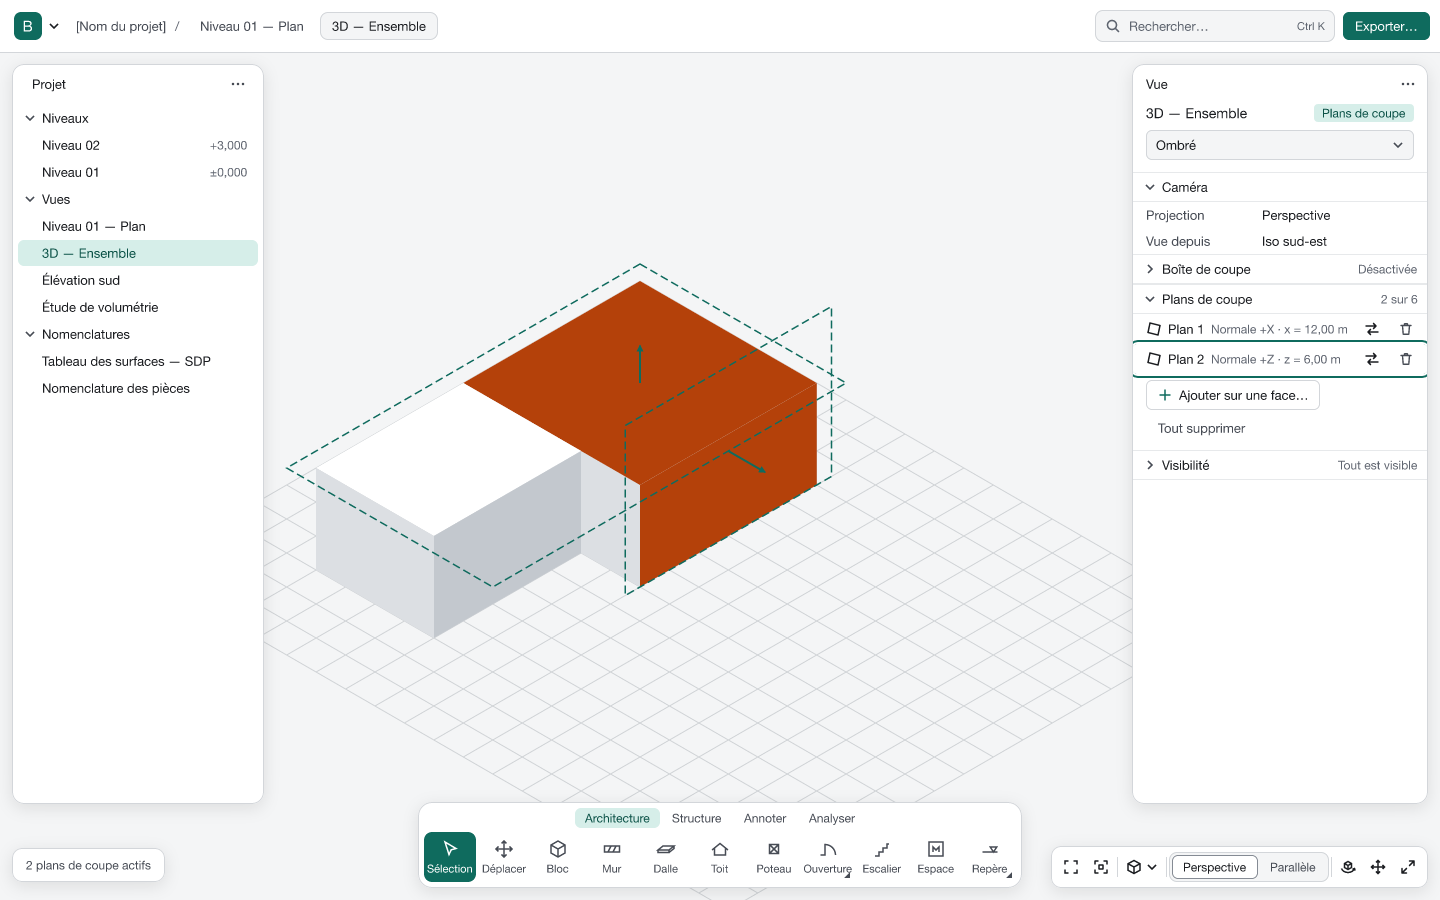 B [Nom du projet] / Niveau 01 — Plan 3D — Ensemble Rechercher… Ctrl K Exporter…
Projet
Niveaux
Niveau 02 +3,000
Niveau 01 ±0,000
Vues
Niveau 01 — Plan
3D — Ensemble
Élévation sud
Étude de volumétrie
Nomenclatures
Tableau des surfaces — SDP
Nomenclature des pièces
Vue
3D — Ensemble Plans de coupe
Ombré
Caméra
Projection Perspective
Vue depuis Iso sud-est
Boîte de coupe Désactivée
Plans de coupe 2 sur 6
Plan 1 Normale +X · x = 12,00 m
Plan 2 Normale +Z · z = 6,00 m
Ajouter sur une face…
Tout supprimer
Visibilité Tout est visible
2 plans de coupe actifs
Architecture Structure Annoter Analyser
Sélection Déplacer Bloc Mur Dalle Toit Poteau Ouverture Escalier Espace Repère
Perspective Parallèle